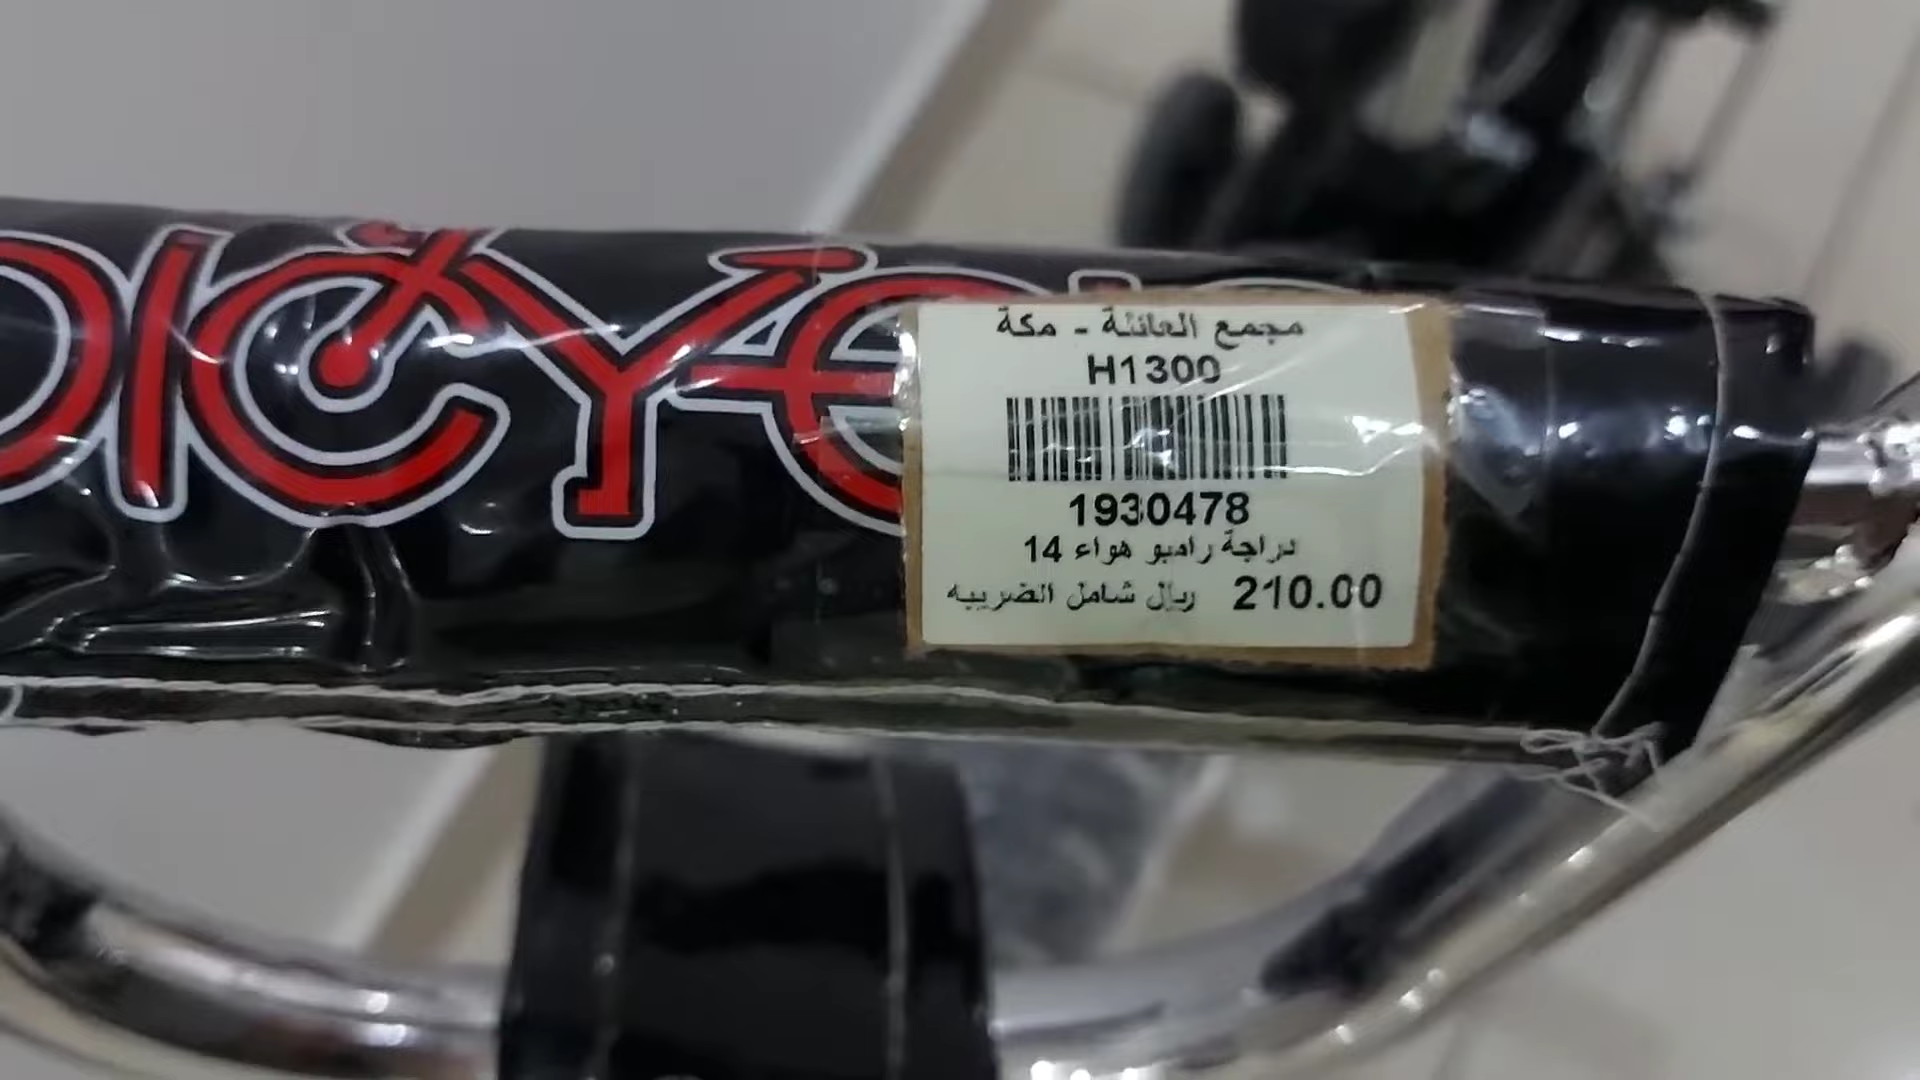 مجمع العائلة - مكة
H1300
1930478
دراجة رامبو هواء 14
210.00 ريال شامل الضريبه